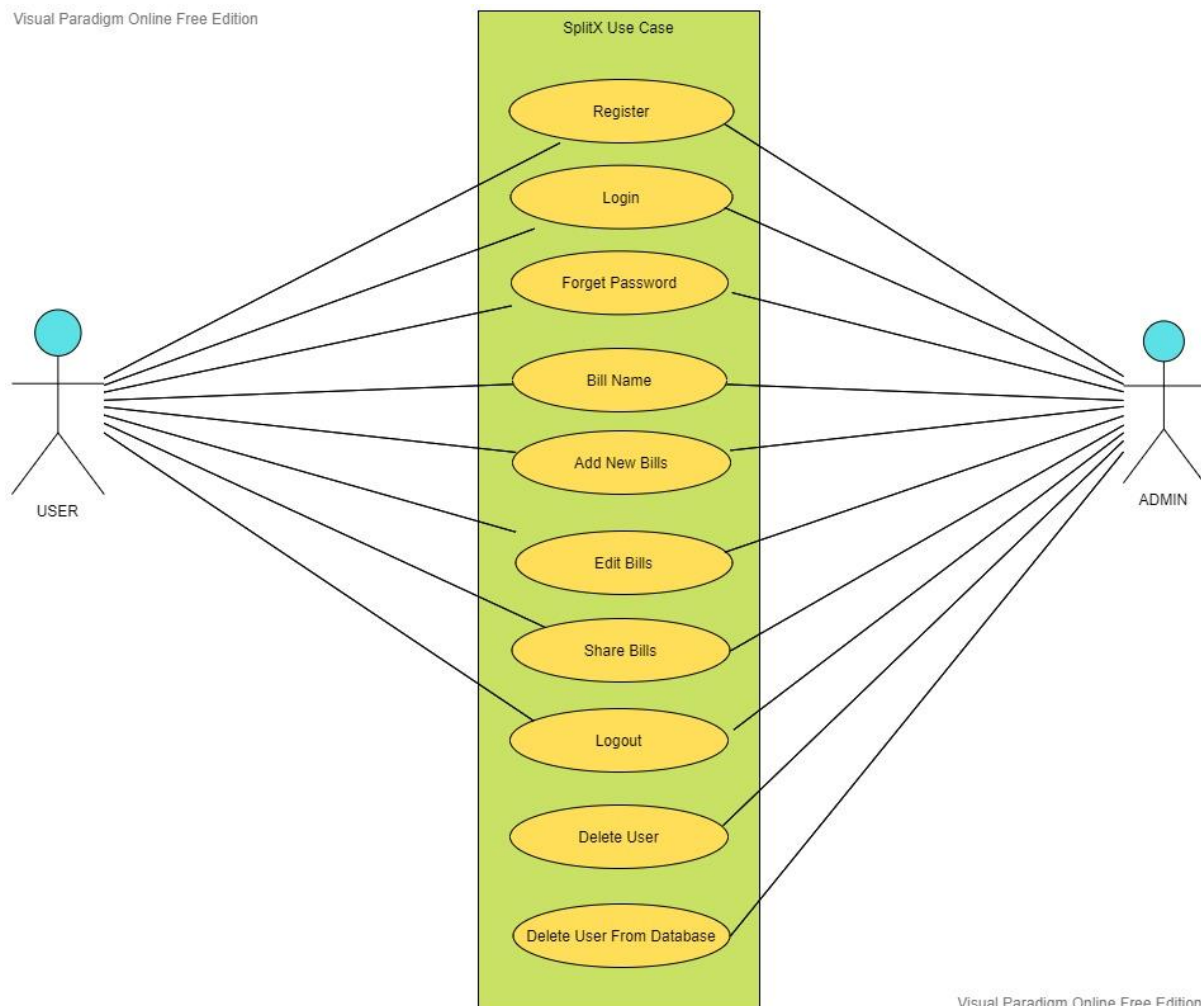 Visual Paradigm Online Free Edition
SplitX Use Case
Register
Login
Forget Password
Bill Name
Add New Bills
USER
ADMIN
Edit Bills
Share Bills
Logout
Delete User
Delete User From Database
Visual Paradigm Online Free Edition